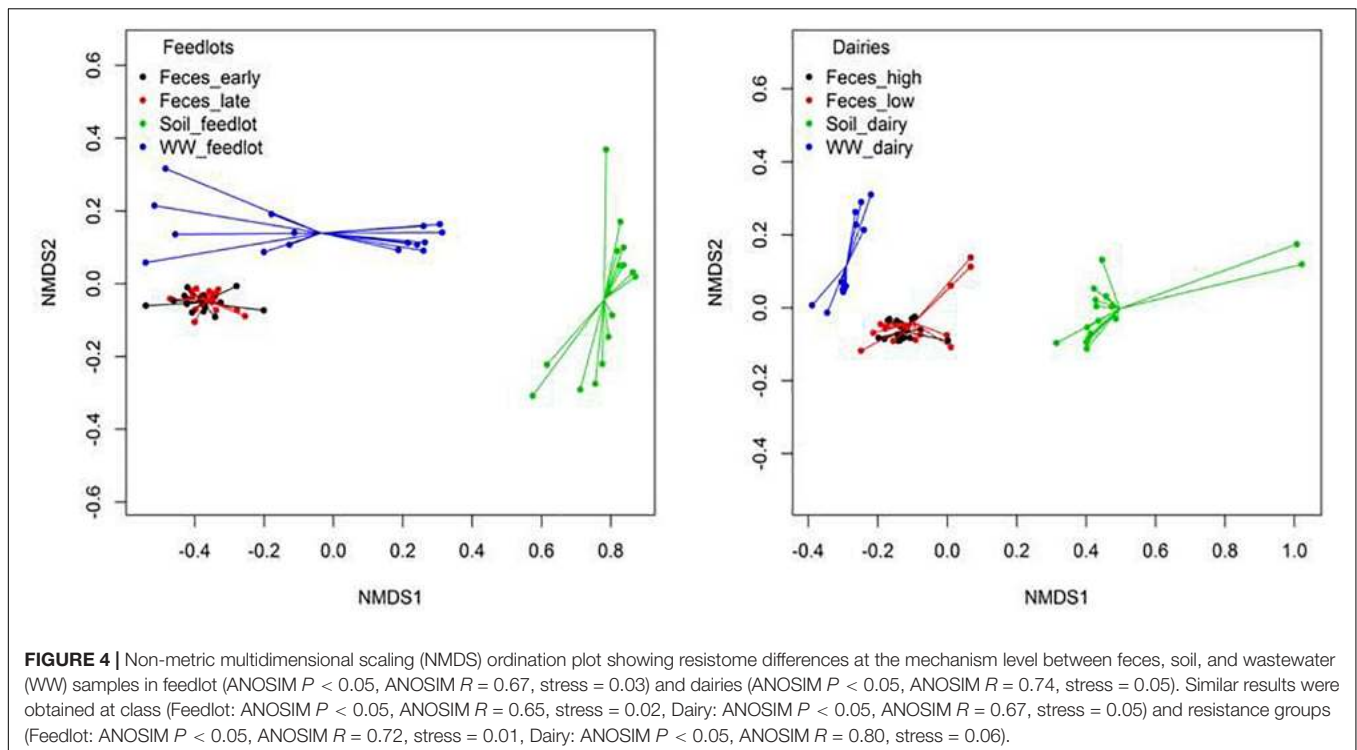 Feedlots
Feces_early
Feces_late
Soil_feedlot
WW_feedlot
NMDS2
0.6
0.4
0.2
0.0
-0.2
-0.4
-0.6
-0.4
-0.2
0.0
0.2
0.4
0.6
0.8
NMDS1
Dairies
Feces_high
Feces_low
Soil_dairy
WW_dairy
NMDS2
0.6
0.4
0.2
0.0
-0.2
-0.4
-0.4
-0.2
0.0
0.2
0.4
0.6
0.8
1.0
NMDS1
FIGURE 4 | Non-metric multidimensional scaling (NMDS) ordination plot showing resistome differences at the mechanism level between feces, soil, and wastewater
(WW) samples in feedlot (ANOSIM P < 0.05, ANOSIM R = 0.67, stress = 0.03) and dairies (ANOSIM P < 0.05, ANOSIM R = 0.74, stress = 0.05). Similar results were
obtained at class (Feedlot: ANOSIM P < 0.05, ANOSIM R = 0.65, stress = 0.02, Dairy: ANOSIM P < 0.05, ANOSIM R = 0.67, stress = 0.05) and resistance groups
(Feedlot: ANOSIM P < 0.05, ANOSIM R = 0.72, stress = 0.01, Dairy: ANOSIM P < 0.05, ANOSIM R = 0.80, stress = 0.06).